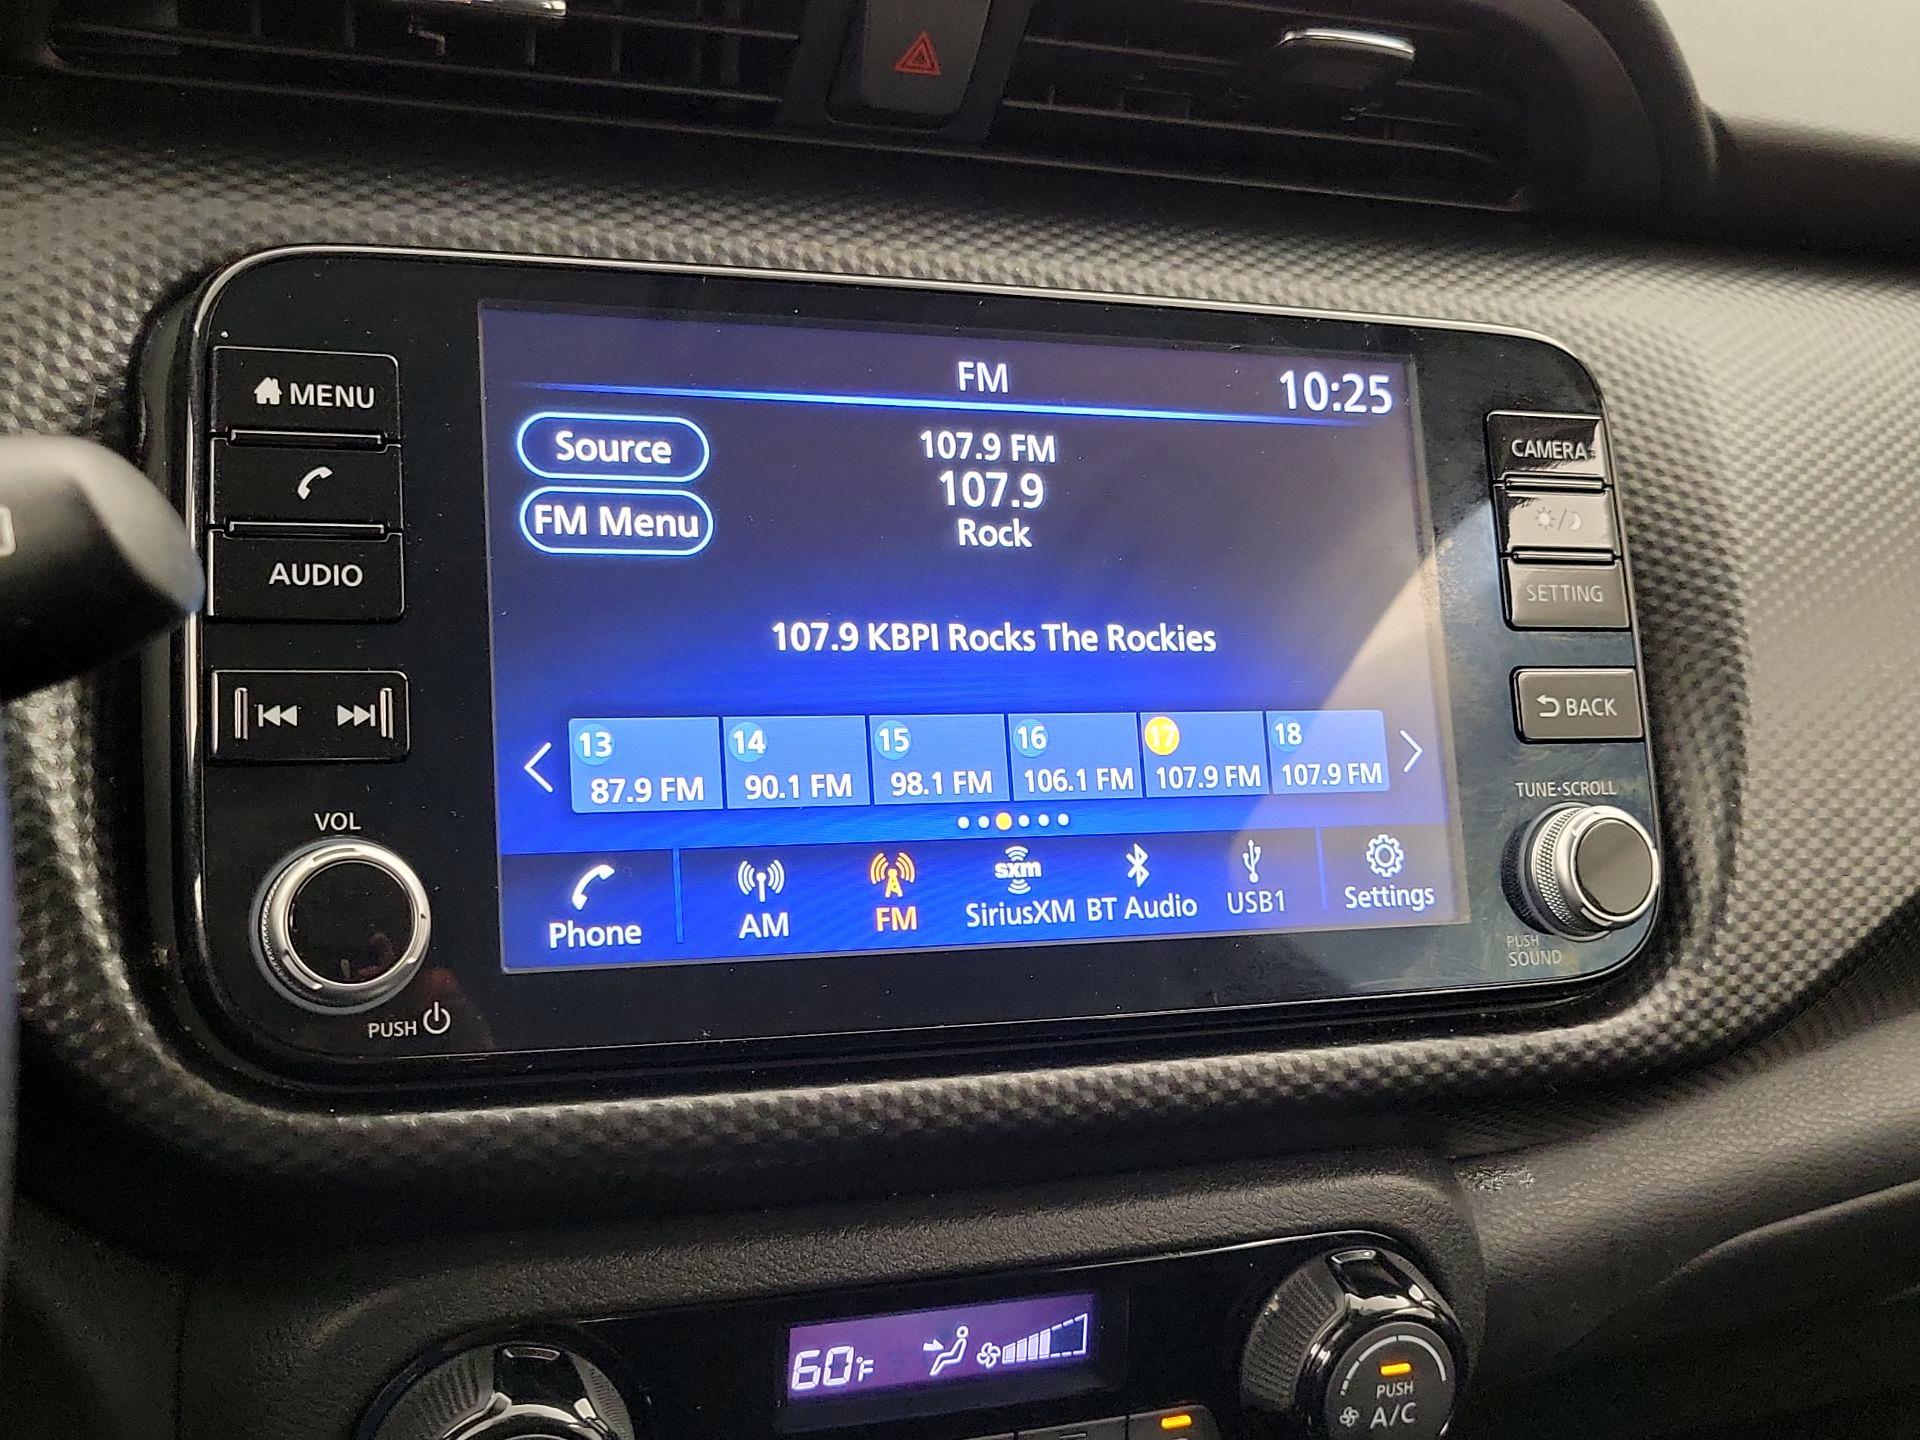 MENU
AUDIO
VOL
PUSH
FM
10:25
Source
FM Menu
107.9 FM
107.9
Rock
107.9 KBPI Rocks The Rockies
13
87.9 FM
14
90.1 FM
15
98.1 FM
16
106.1 FM
17
107.9 FM
18
107.9 FM
Phone
AM
FM
sxm
SiriusXM
BT Audio
USB1
Settings
CAMERA
SETTING
BACK
TUNE·SCROLL
PUSH
SOUND
60°F
PUSH
A/C